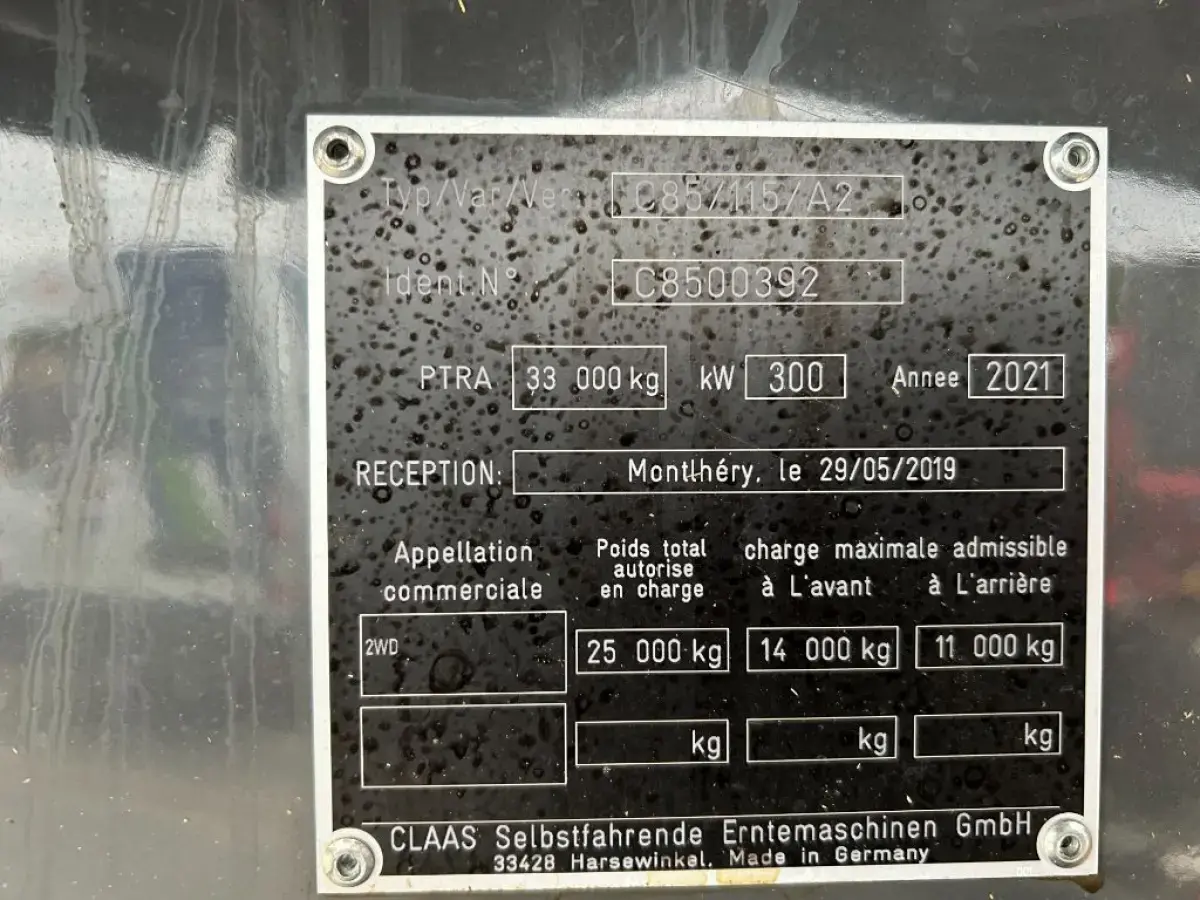 Typ/Var/Ver C85/115/A2
Ident.N° : C8500392
PTRA 33 000 kg kW 300 Annee 2021
RECEPTION: Montlhéry, le 29/05/2019
Appellation commerciale
Poids total autorise en charge
charge maximale admissible
à L'avant à L'arrière
2WD 25 000 kg 14 000 kg 11 000 kg
kg kg kg
CLAAS Selbstfahrende Erntemaschinen GmbH
33428 Harsewinkel. Made in Germany